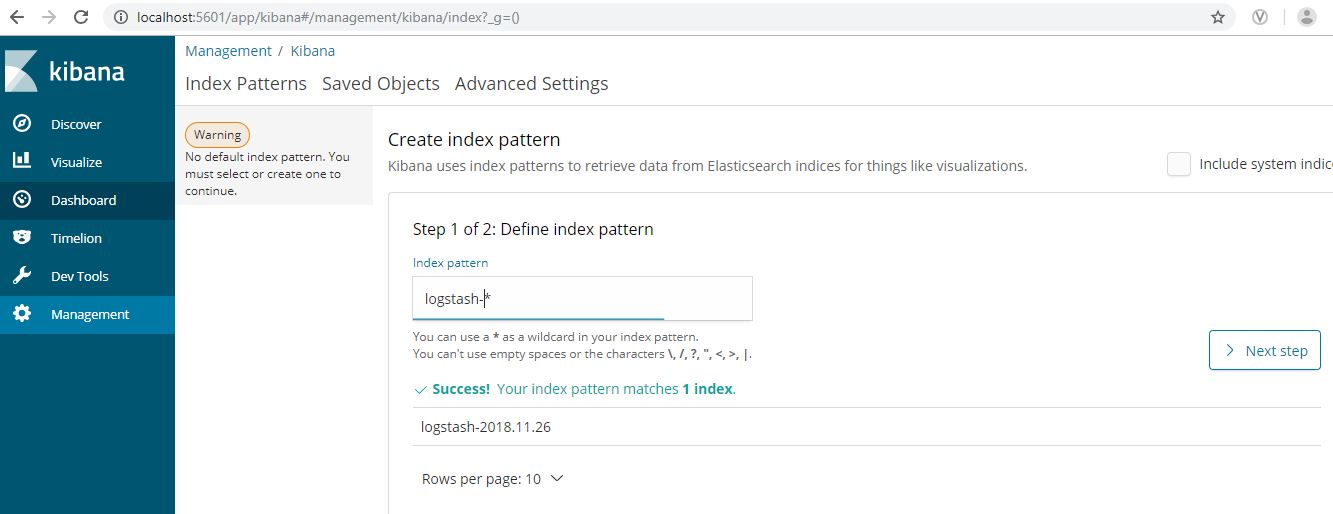 localhost:5601/app/kibana#/management/kibana/index?_g=()
kibana
Discover
Visualize
Dashboard
Timelion
Dev Tools
Management
Management / Kibana
Index Patterns Saved Objects Advanced Settings
Warning
No default index pattern. You
must select or create one to
continue.
Create index pattern
Kibana uses index patterns to retrieve data from Elasticsearch indices for things like visualizations.
Include system indice
Step 1 of 2: Define index pattern
Index pattern
logstash-*
You can use a * as a wildcard in your index pattern.
You can't use empty spaces or the characters \, /, ?, ", <, >, |.
Next step
Success! Your index pattern matches 1 index.
logstash-2018.11.26
Rows per page: 10